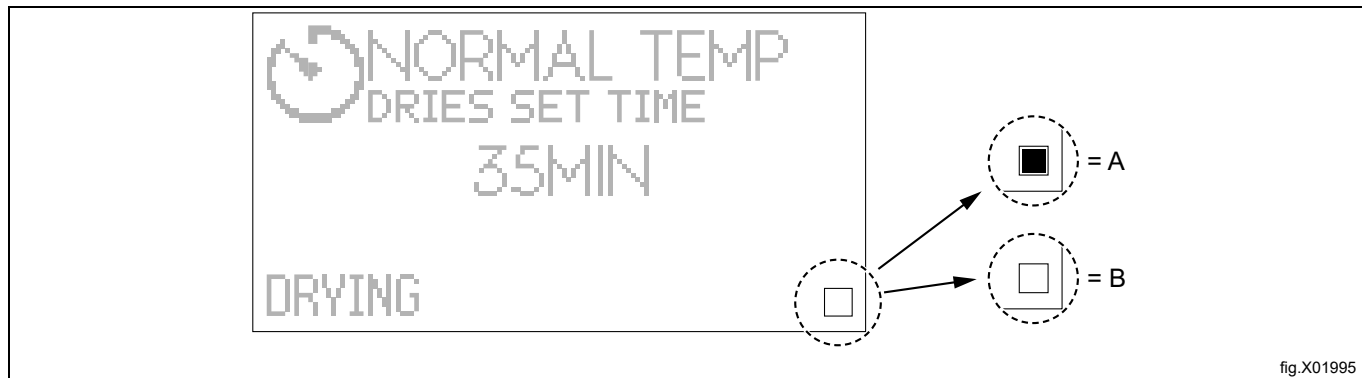 NORMAL TEMP
DRIES SET TIME
35MIN
DRYING
= A
= B
fig.X01995